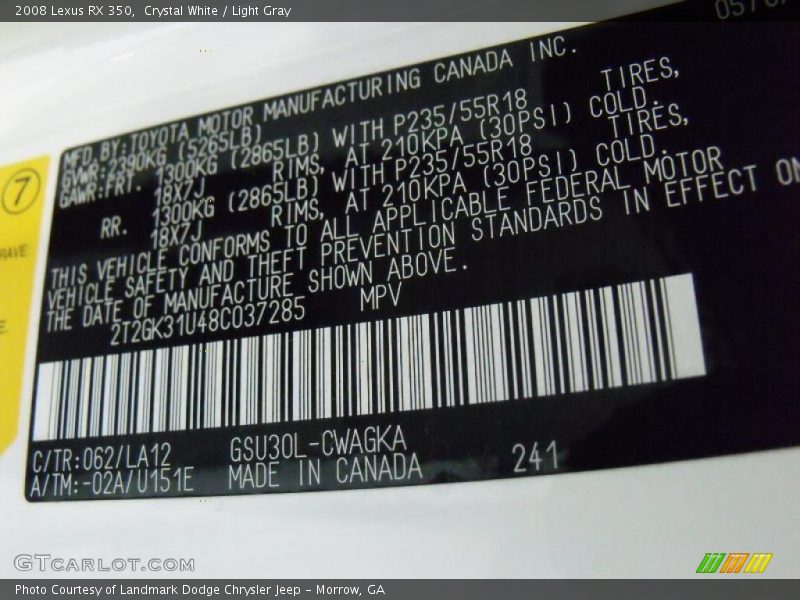 2008 Lexus RX 350, Crystal White / Light Gray
05/0
MFD.BY:TOYOTA MOTOR MANUFACTURING CANADA INC.
GVWR:2390KG (5265LB)
GAWR:FRT. 1300KG (2865LB) WITH P235/55R18 TIRES,
18X7J RIMS, AT 210KPA (30PSI) COLD.
RR. 1300KG (2865LB) WITH P235/55R18 TIRES,
18X7J RIMS, AT 210KPA (30PSI) COLD.
THIS VEHICLE CONFORMS TO ALL APPLICABLE FEDERAL MOTOR
VEHICLE SAFETY AND THEFT PREVENTION STANDARDS IN EFFECT ON
THE DATE OF MANUFACTURE SHOWN ABOVE.
2T2GK31U48C037285 MPV
C/TR:062/LA12 GSU30L-CWAGKA
A/TM:-02A/U151E MADE IN CANADA 241
7
RAVE
E.
GTCARLOT.COM
Photo Courtesy of Landmark Dodge Chrysler Jeep - Morrow, GA